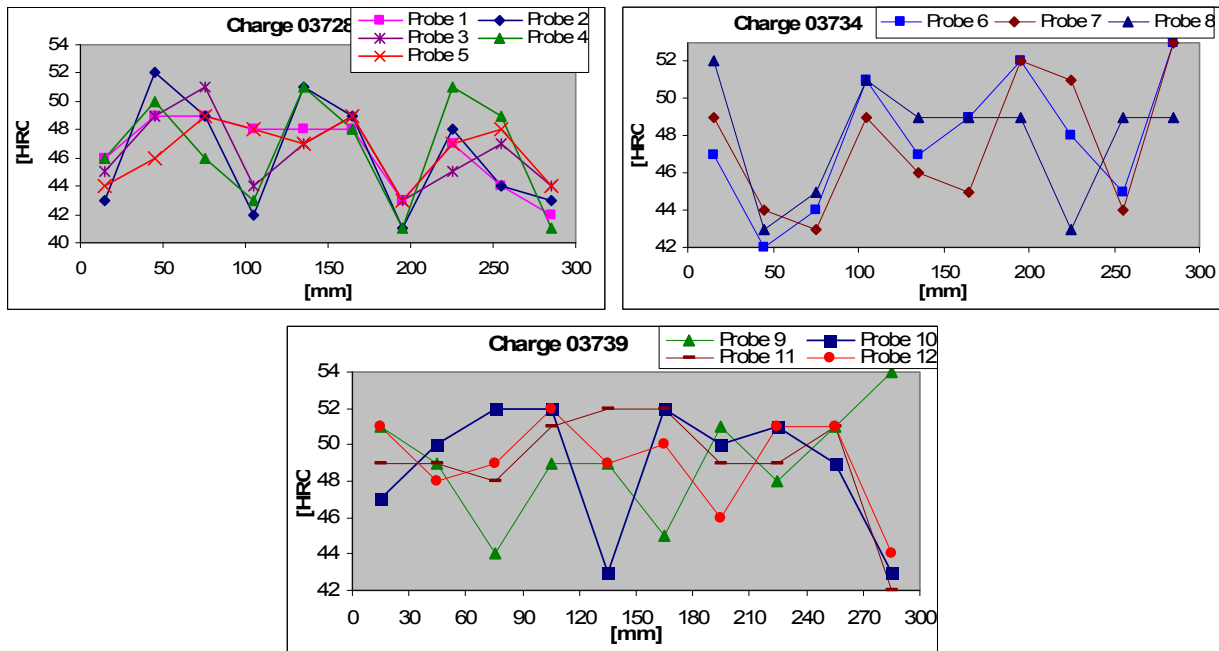 Charge 03728
Probe 1 Probe 2
Probe 3 Probe 4
Probe 5
54
52
50
48
46
44
42
40
[HRC
0 50 100 150 200 250 300
[mm]
Charge 03734
Probe 6 Probe 7 Probe 8
52
50
48
46
44
42
[HRC
0 50 100 150 200 250 300
[mm]
Charge 03739
Probe 9 Probe 10
Probe 11 Probe 12
54
52
50
48
46
44
42
[HRC
0 30 60 90 120 150 180 210 240 270 300
[mm]